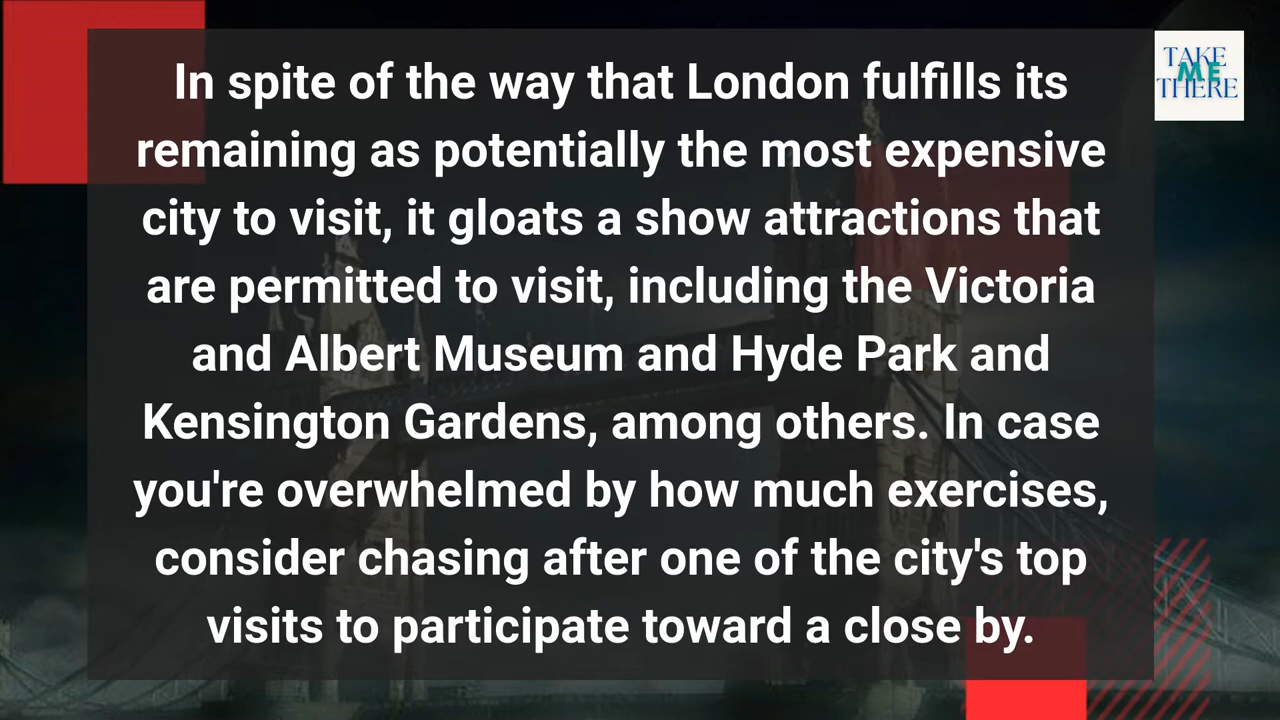 In spite of the way that London fulfills its
remaining as potentially the most expensive
city to visit, it gloats a show attractions that
are permitted to visit, including the Victoria
and Albert Museum and Hyde Park and
Kensington Gardens, among others. In case
you're overwhelmed by how much exercises,
consider chasing after one of the city's top
visits to participate toward a close by.
TAKE
ME
THERE